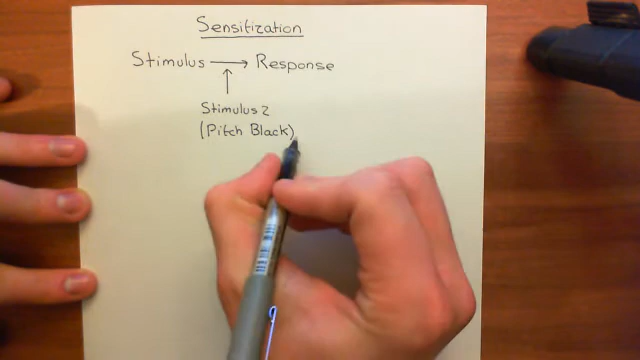 Sensitization
Stimulus → Response
↑
Stimulus 2
(Pitch Black)